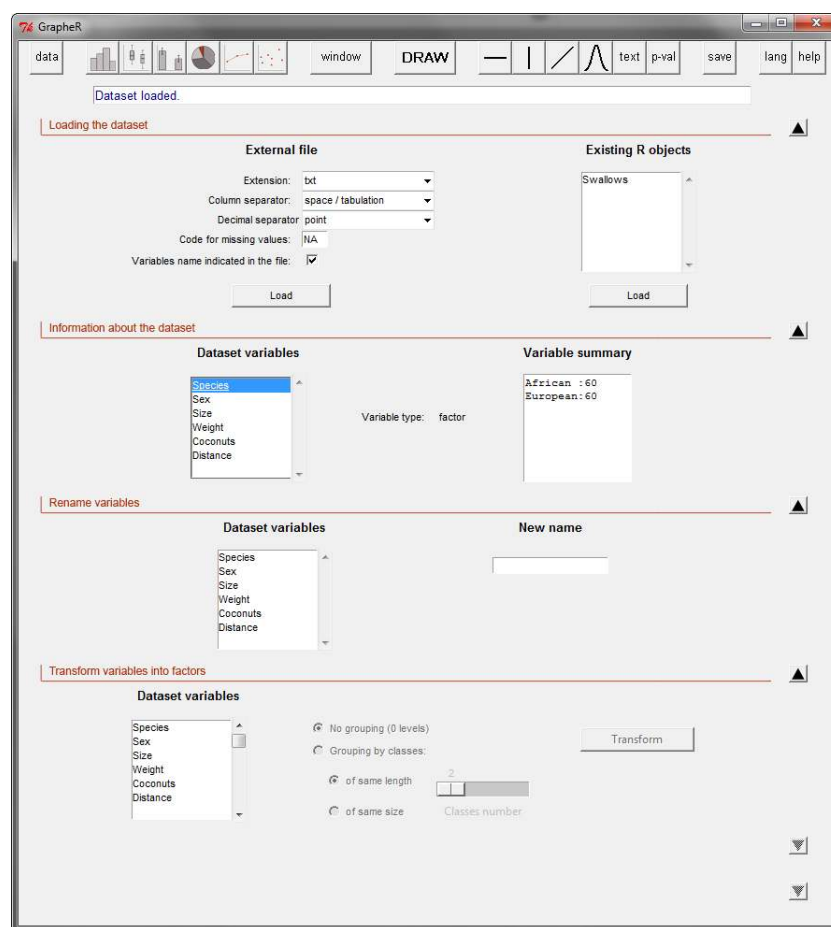 GrapheR
data window DRAW text p-val save lang help
Dataset loaded.
Loading the dataset
External file
Existing R objects
Extension: txt
Column separator: space / tabulation
Decimal separator point
Code for missing values: NA
Variables name indicated in the file:
Load
Swallows
Load
Information about the dataset
Dataset variables
Variable summary
Species
Sex
Size
Weight
Coconuts
Distance
Variable type: factor
African :60
European:60
Rename variables
Dataset variables
New name
Species
Sex
Size
Weight
Coconuts
Distance
Transform variables into factors
Dataset variables
Species
Sex
Size
Weight
Coconuts
Distance
No grouping (0 levels)
Grouping by classes:
of same length
2
of same size
Classes number
Transform